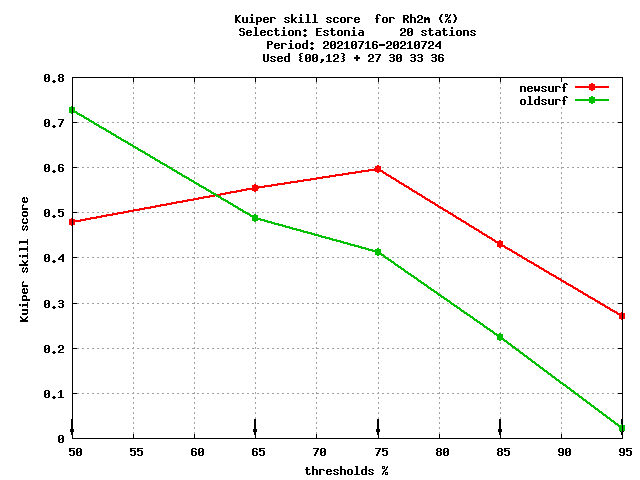 Kuiper skill score  for Rh2m (%)
Selection: Estonia     20 stations
Period: 20210716-20210724
Used {00,12} + 27 30 33 36
newsurf
oldsurf
Kuiper skill score
0.8
0.7
0.6
0.5
0.4
0.3
0.2
0.1
0
50 55 60 65 70 75 80 85 90 95
thresholds %